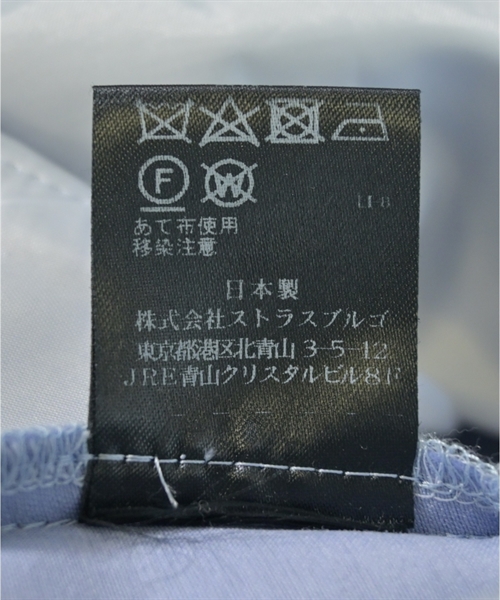 F W
11-8
あて布使用
移染注意
日本製
株式会社ストラスブルゴ
東京都港区北青山 3-5-12
JRE青山クリスタルビル8F